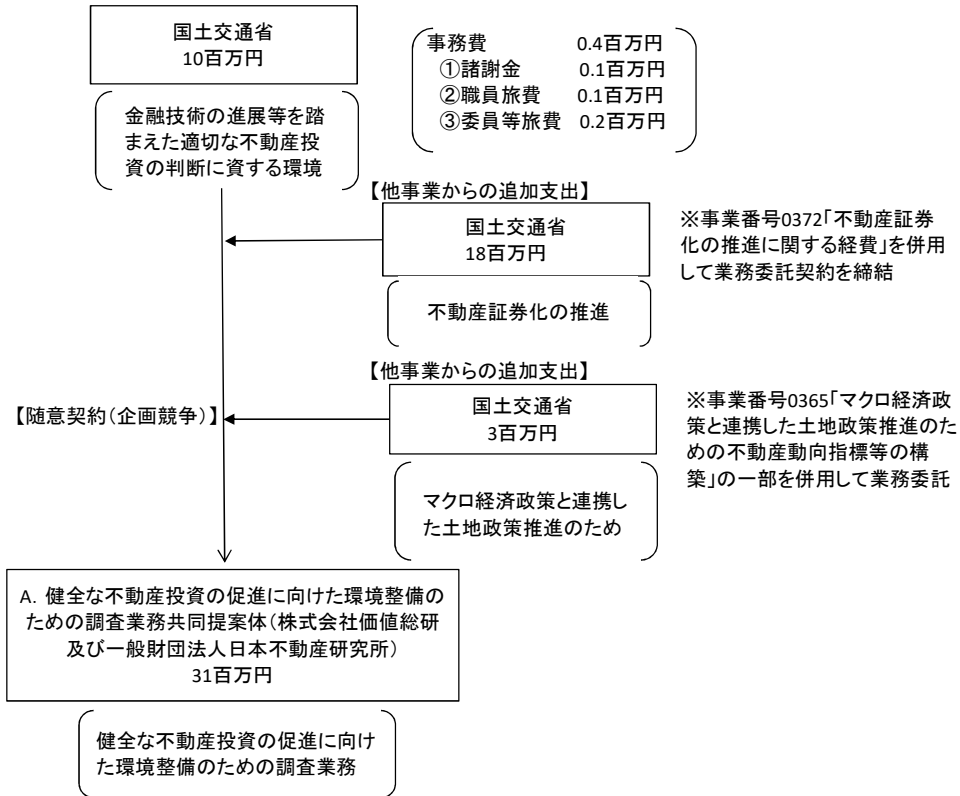 国土交通省
10百万円
事務費 0.4百万円
①諸謝金 0.1百万円
②職員旅費 0.1百万円
③委員等旅費 0.2百万円
金融技術の進展等を踏
まえた適切な不動産投
資の判断に資する環境
【他事業からの追加支出】
国土交通省
18百万円
※事業番号0372「不動産証券
化の推進に関する経費」を併用
して業務委託契約を締結
不動産証券化の推進
【他事業からの追加支出】
国土交通省
3百万円
【随意契約(企画競争)】
※事業番号0365「マクロ経済政
策と連携した土地政策推進のた
めの不動産動向指標等の構
築」の一部を併用して業務委託
マクロ経済政策と連携し
た土地政策推進のため
A. 健全な不動産投資の促進に向けた環境整備の
ための調査業務共同提案体(株式会社価値総研
及び一般財団法人日本不動産研究所)
31百万円
健全な不動産投資の促進に向け
た環境整備のための調査業務